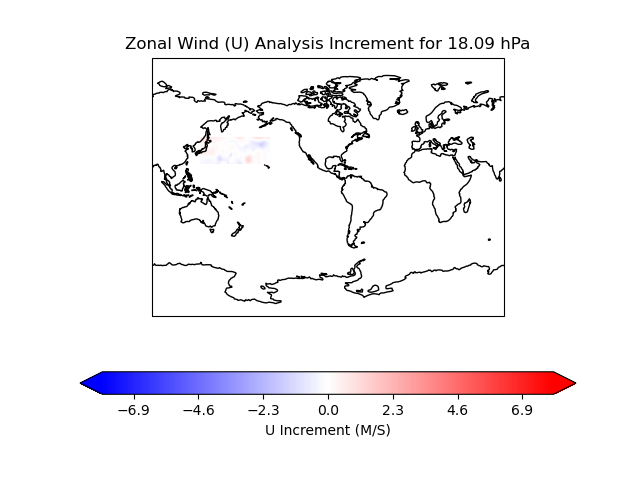 Zonal Wind (U) Analysis Increment for 18.09 hPa
−6.9 −4.6 −2.3 0.0 2.3 4.6 6.9
U Increment (M/S)